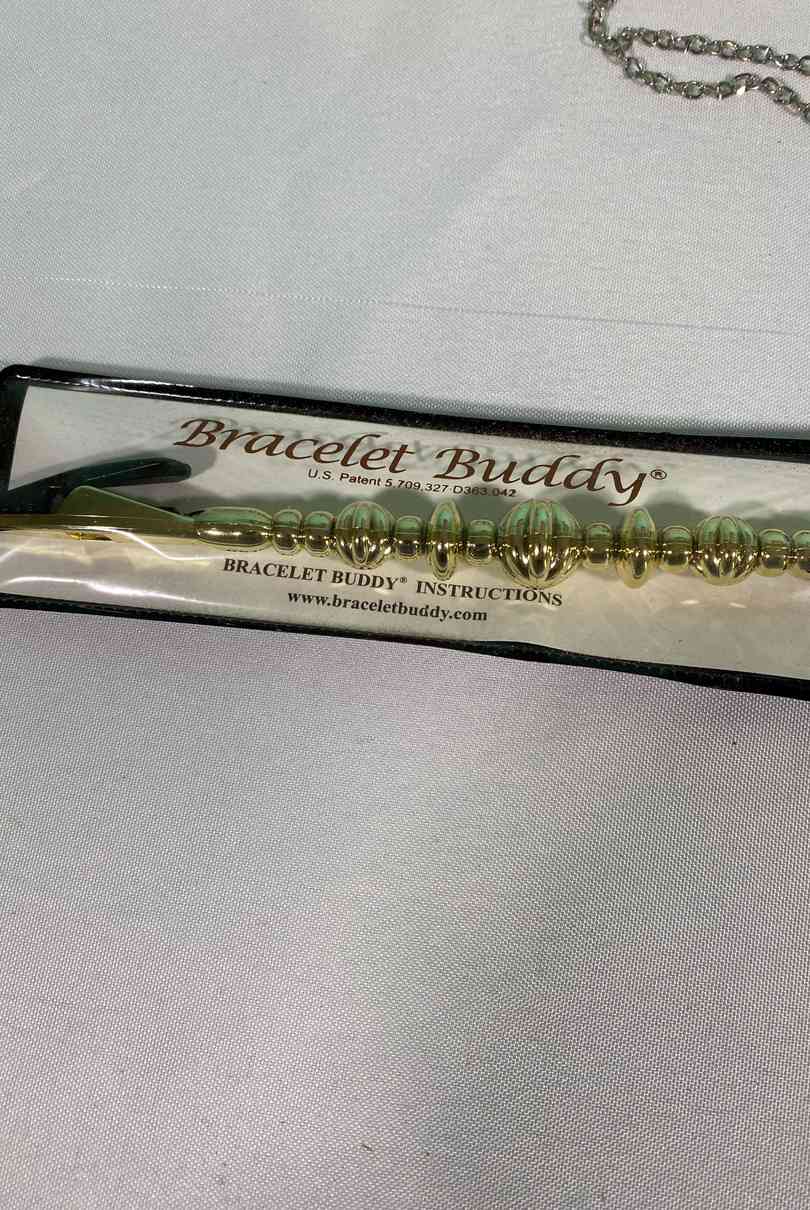 Bracelet Buddy®
U.S. Patent 5,709,327·D363,042
BRACELET BUDDY® INSTRUCTIONS
www.braceletbuddy.com